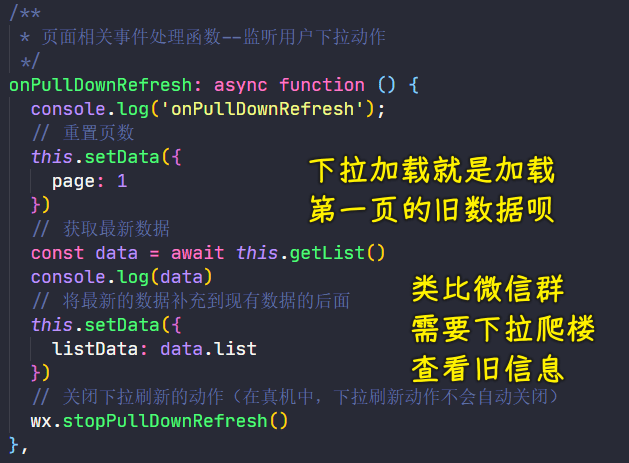 /**
 * 页面相关事件处理函数--监听用户下拉动作
 */
onPullDownRefresh: async function () {
  console.log('onPullDownRefresh');
  // 重置页数
  this.setData({
    page: 1
  })
  // 获取最新数据
  const data = await this.getList()
  console.log(data)
  // 将最新的数据补充到现有数据的后面
  this.setData({
    listData: data.list
  })
  // 关闭下拉刷新的动作（在真机中，下拉刷新动作不会自动关闭）
  wx.stopPullDownRefresh()
},
下拉加载就是加载
第一页的旧数据呗
类比微信群
需要下拉爬楼
查看旧信息